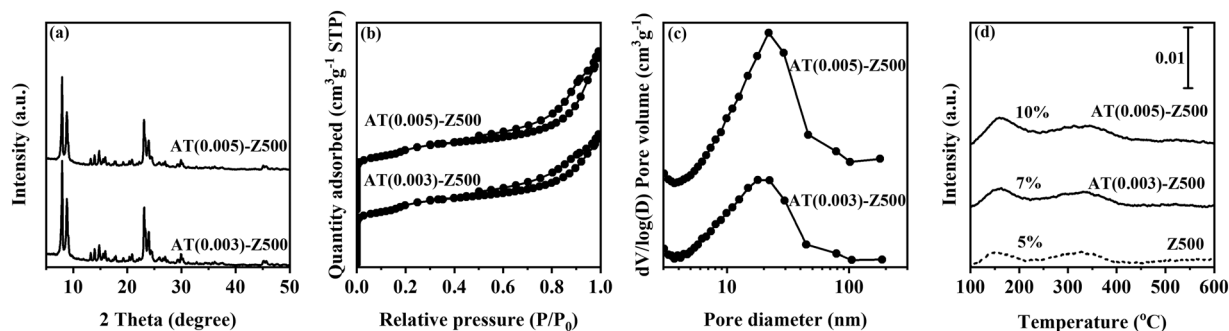 (a)
AT(0.005)-Z500
AT(0.003)-Z500
Intensity (a.u.)
10 20 30 40 50
2 Theta (degree)
(b)
AT(0.005)-Z500
AT(0.003)-Z500
Quantity adsorbed (cm³g⁻¹ STP)
0.0 0.2 0.4 0.6 0.8 1.0
Relative pressure (P/P₀)
(c)
AT(0.005)-Z500
AT(0.003)-Z500
dV/log(D) Pore volume (cm³g⁻¹)
10 100
Pore diameter (nm)
(d)
0.01
10% AT(0.005)-Z500
7% AT(0.003)-Z500
5% Z500
Intensity (a.u.)
100 200 300 400 500 600
Temperature (°C)